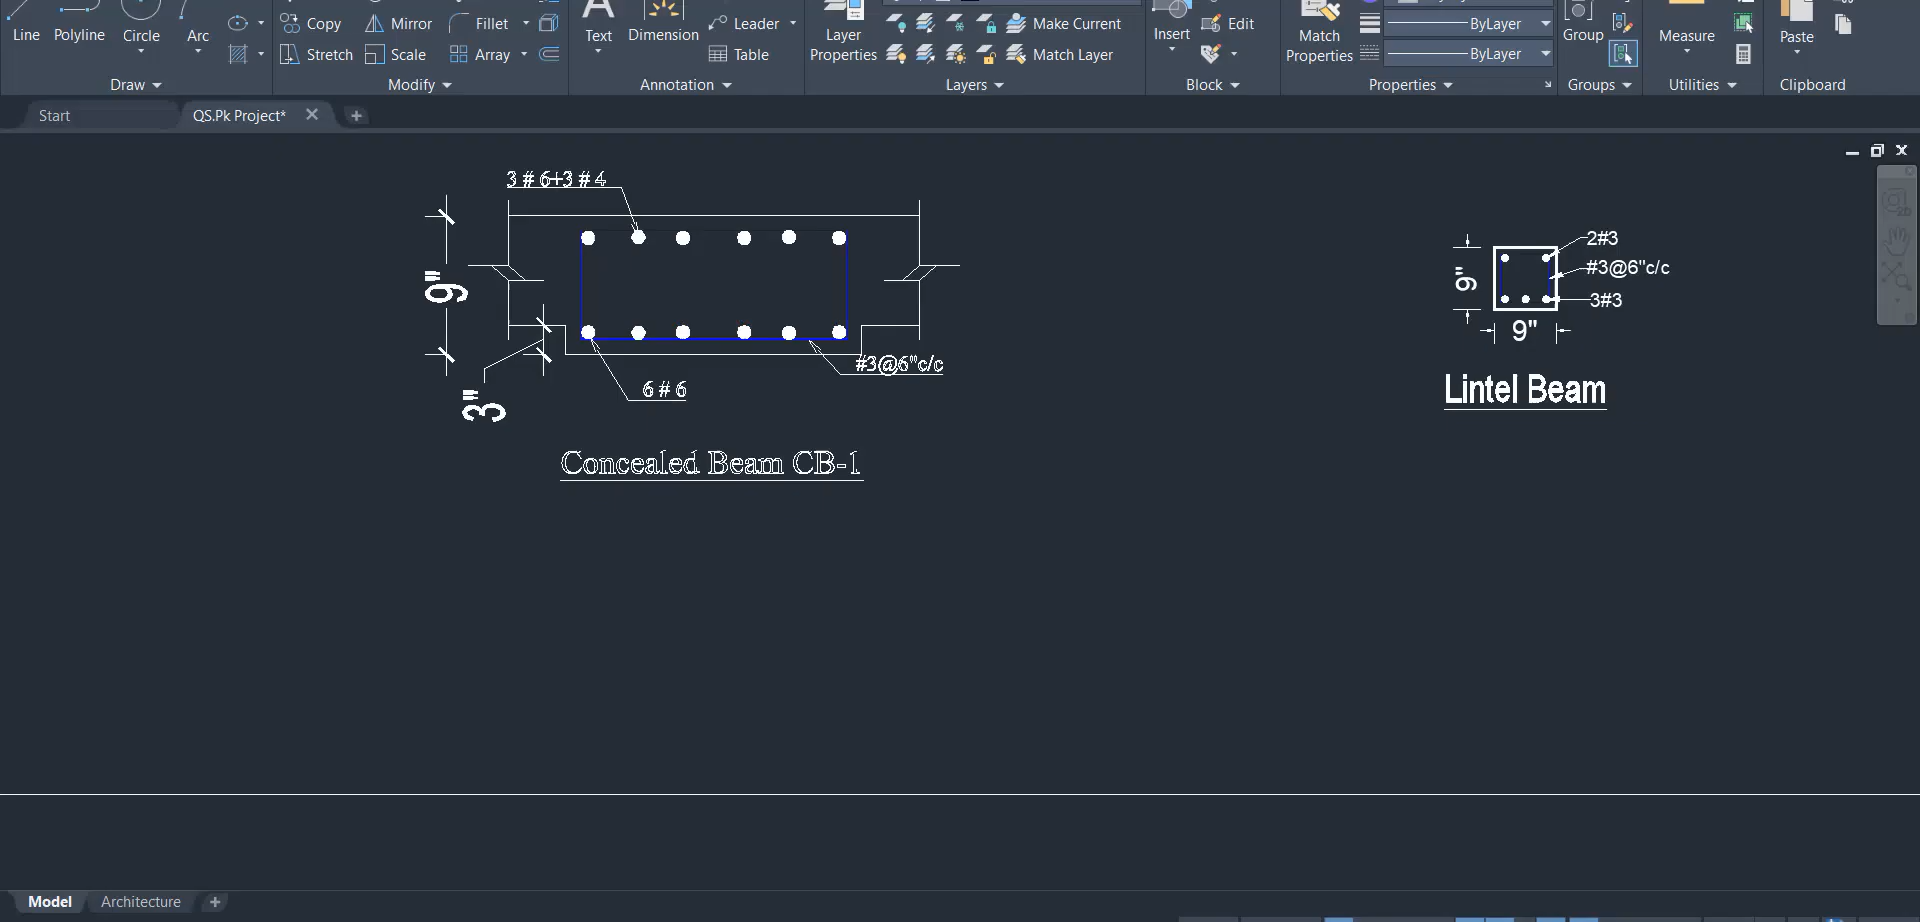 Line Polyline Circle Arc
Copy Mirror Fillet
Stretch Scale Array
Text Dimension Leader
Table
Layer Properties
Make Current
Match Layer
Insert Edit
Match Properties
ByLayer
ByLayer
Group
Measure
Paste
Draw Modify Annotation Layers Block Properties Groups Utilities Clipboard
Start QS.Pk Project*
3 # 6+3 # 4
9"
3"
6 # 6
#3@6"c/c
Concealed Beam CB-1
2#3
#3@6"c/c
3#3
9"
9"
Lintel Beam
Model Architecture